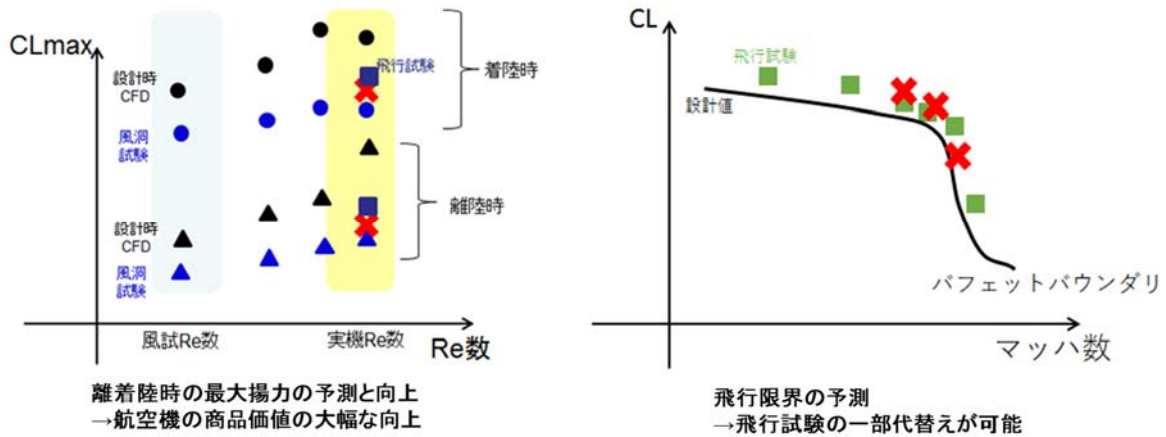 CLmax
設計時
CFD
風洞
試験
設計時
CFD
風洞
試験
飛行試験
着陸時
離陸時
風試Re数
実機Re数
Re数
離着陸時の最大揚力の予測と向上
→航空機の商品価値の大幅な向上
CL
飛行試験
設計値
バフェットバウンダリ
マッハ数
飛行限界の予測
→飛行試験の一部代替えが可能